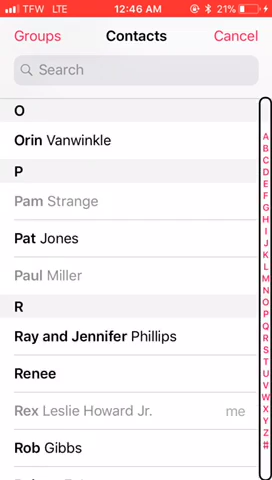 TFW LTE 12:46 AM 21%
Groups Contacts Cancel
Search
O
Orin Vanwinkle
P
Pam Strange
Pat Jones
Paul Miller
R
Ray and Jennifer Phillips
Renee
Rex Leslie Howard Jr. me
Rob Gibbs
A
B
C
D
E
F
G
H
I
J
K
L
M
N
O
P
Q
R
S
T
U
V
W
X
Y
Z
#